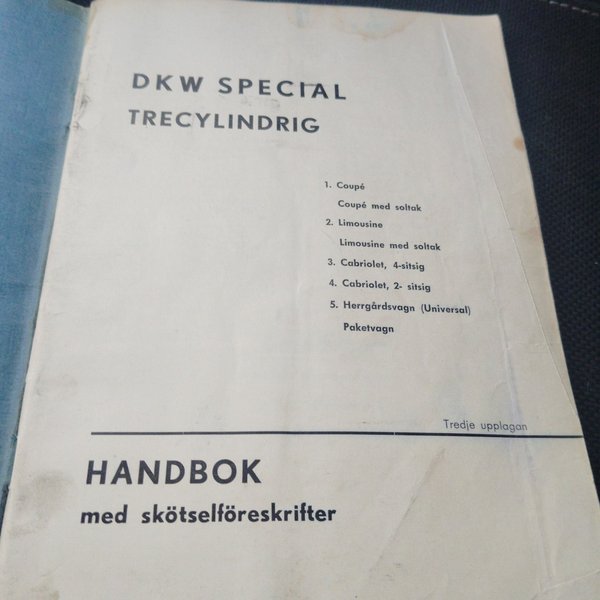 DKW SPECIAL
TRECYLINDRIG
1. Coupé
Coupé med soltak
2. Limousine
Limousine med soltak
3. Cabriolet, 4-sitsig
4. Cabriolet, 2- sitsig
5. Herrgårdsvagn (Universal)
Paketvagn
Tredje upplagan
HANDBOK
med skötselföreskrifter